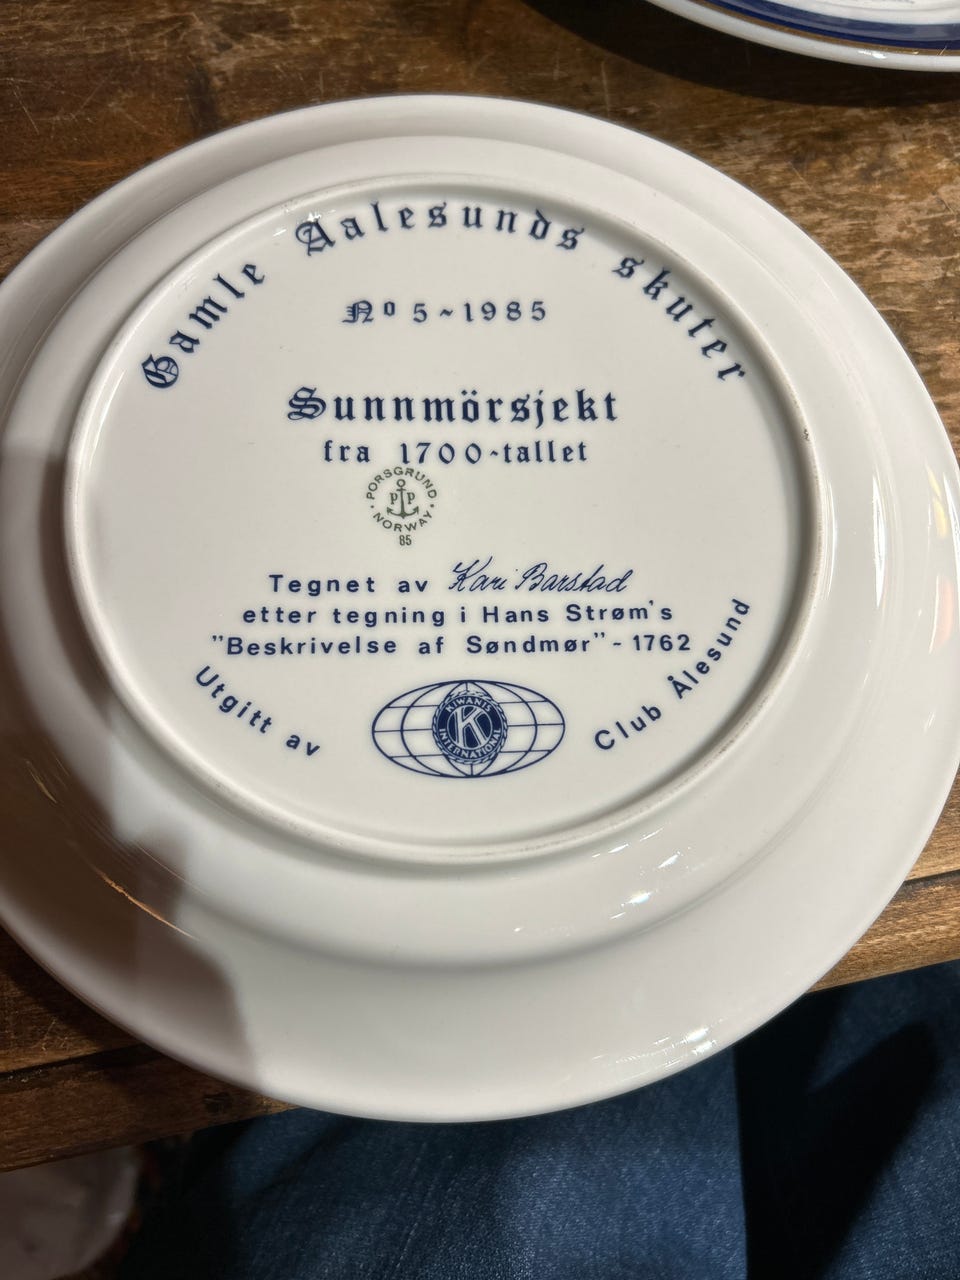 Gamle Aalesunds skuter
Nº 5 ~ 1985
Sunnmörsjekt
fra 1700-tallet
PORSGRUND
PP
NORWAY
85
Tegnet av Kari Barstad
etter tegning i Hans Strøm's
"Beskrivelse af Søndmør" - 1762
Utgitt av
KIWANIS
K
INTERNATIONAL
Club Ålesund